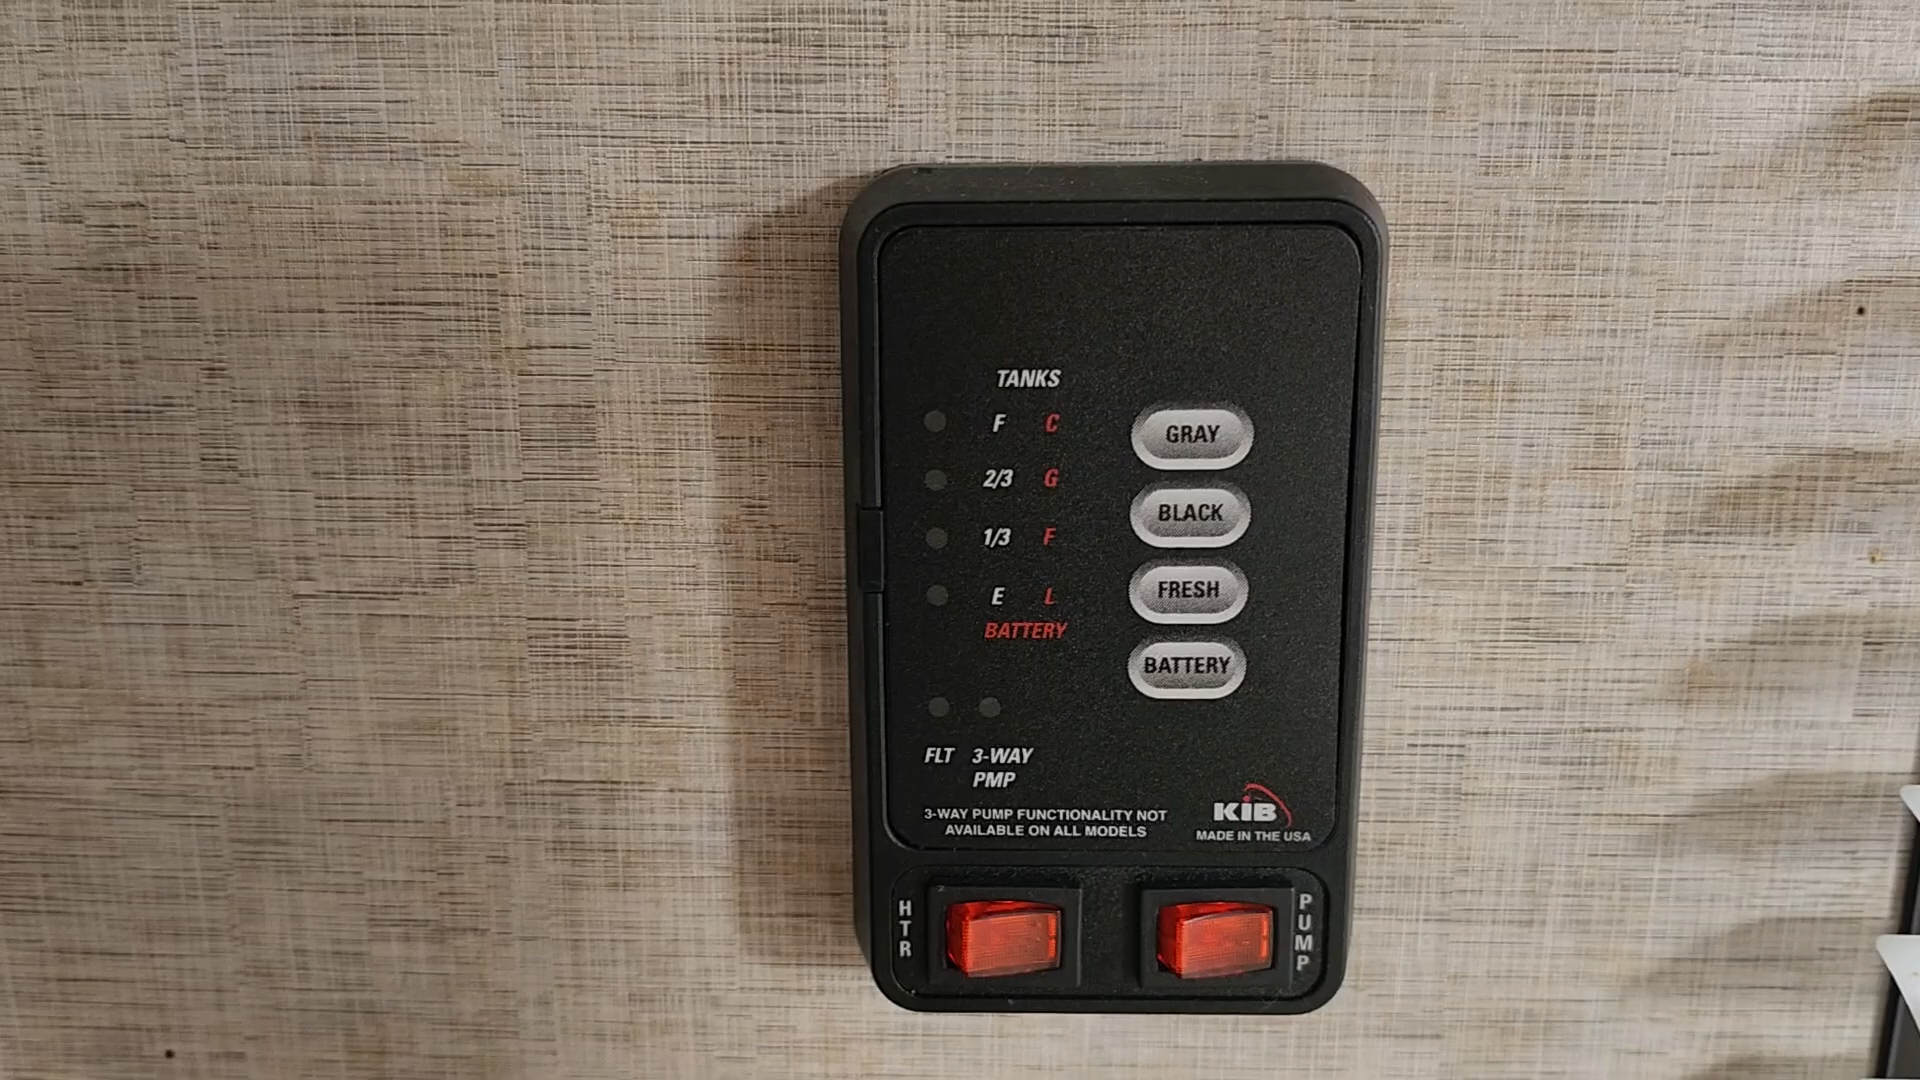 TANKS
F C
GRAY
2/3 G
BLACK
1/3 F
FRESH
E L
BATTERY
BATTERY
FLT 3-WAY
PMP
3-WAY PUMP FUNCTIONALITY NOT
AVAILABLE ON ALL MODELS
KIB
MADE IN THE USA
HTR
PUMP